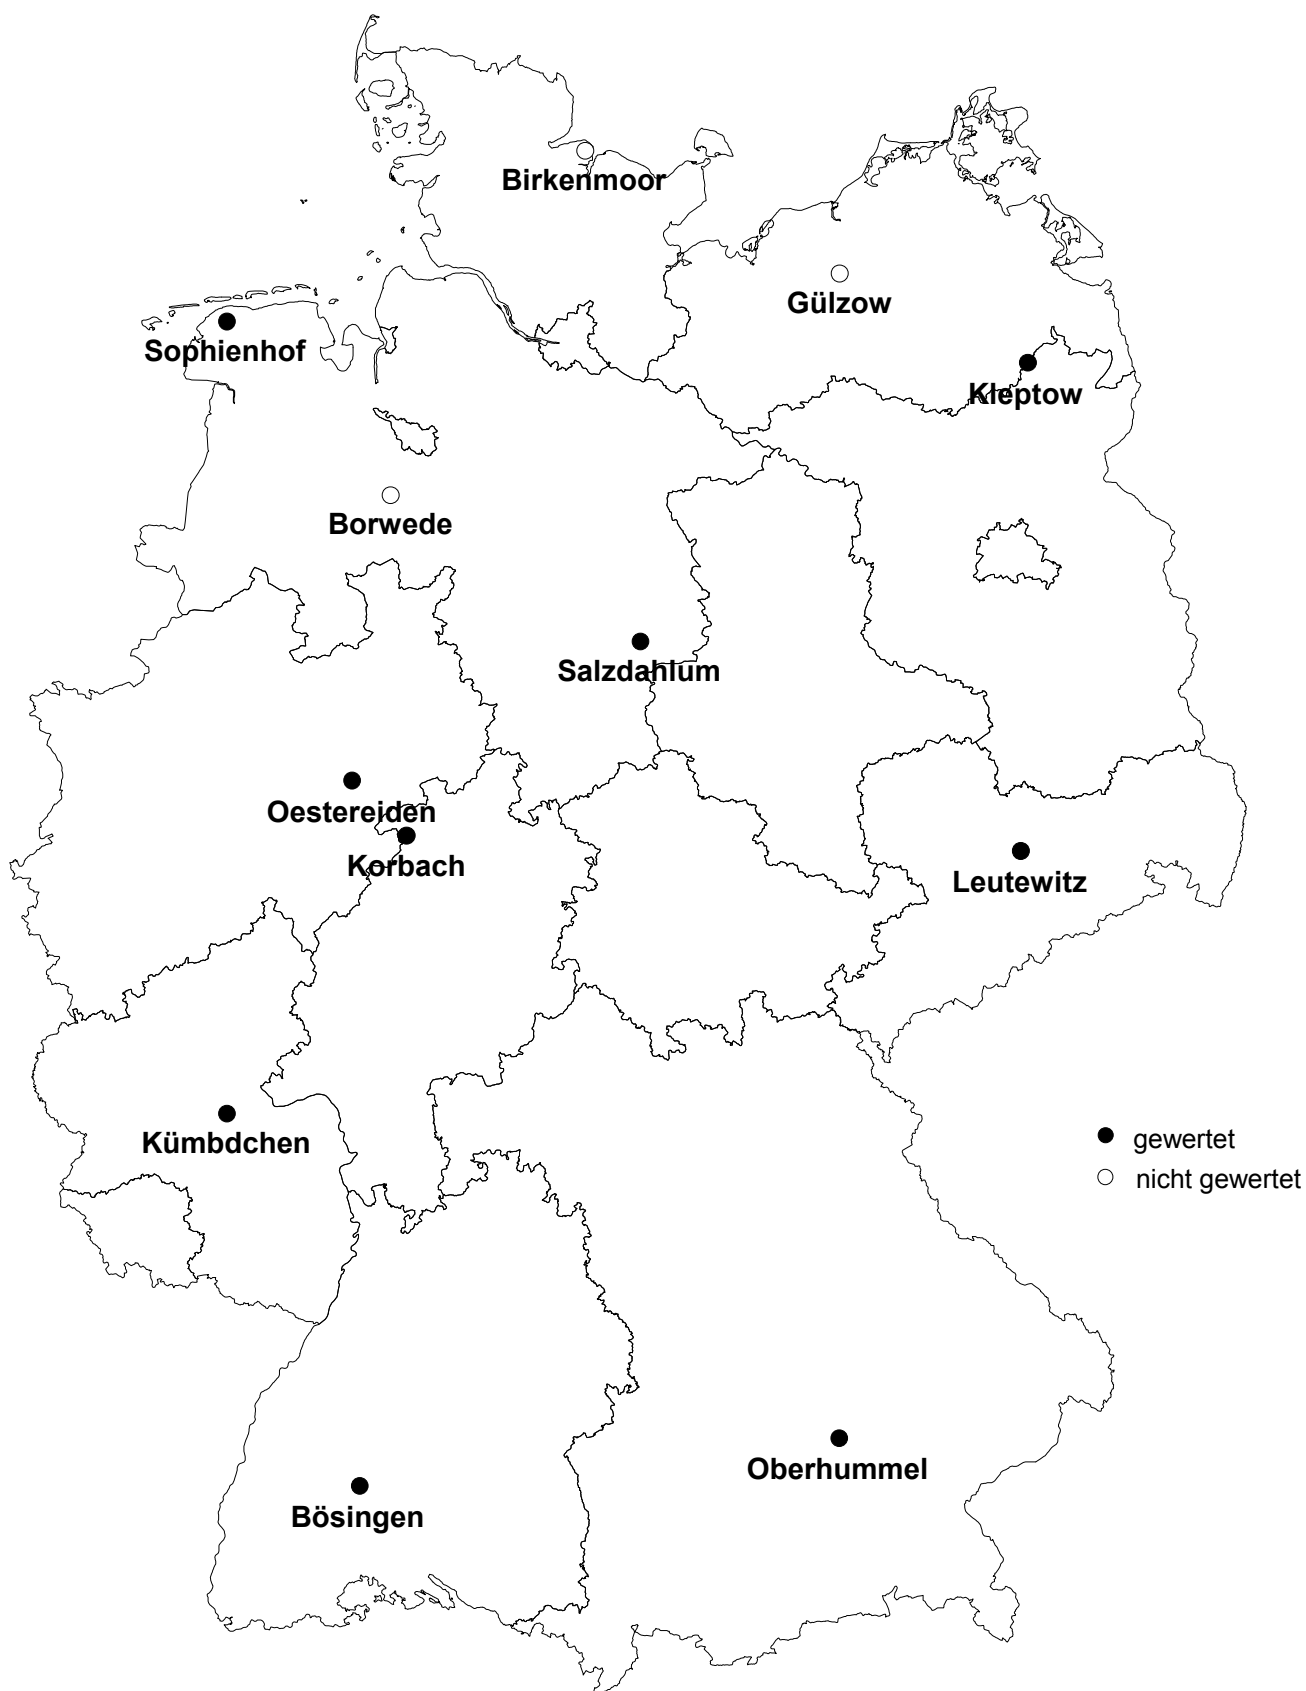 Birkenmoor
Gülzow
Sophienhof
Kleptow
Borwede
Salzdahlum
Oestereiden
Korbach
Leutewitz
Kümbdchen
gewertet
nicht gewertet
Oberhummel
Bösingen